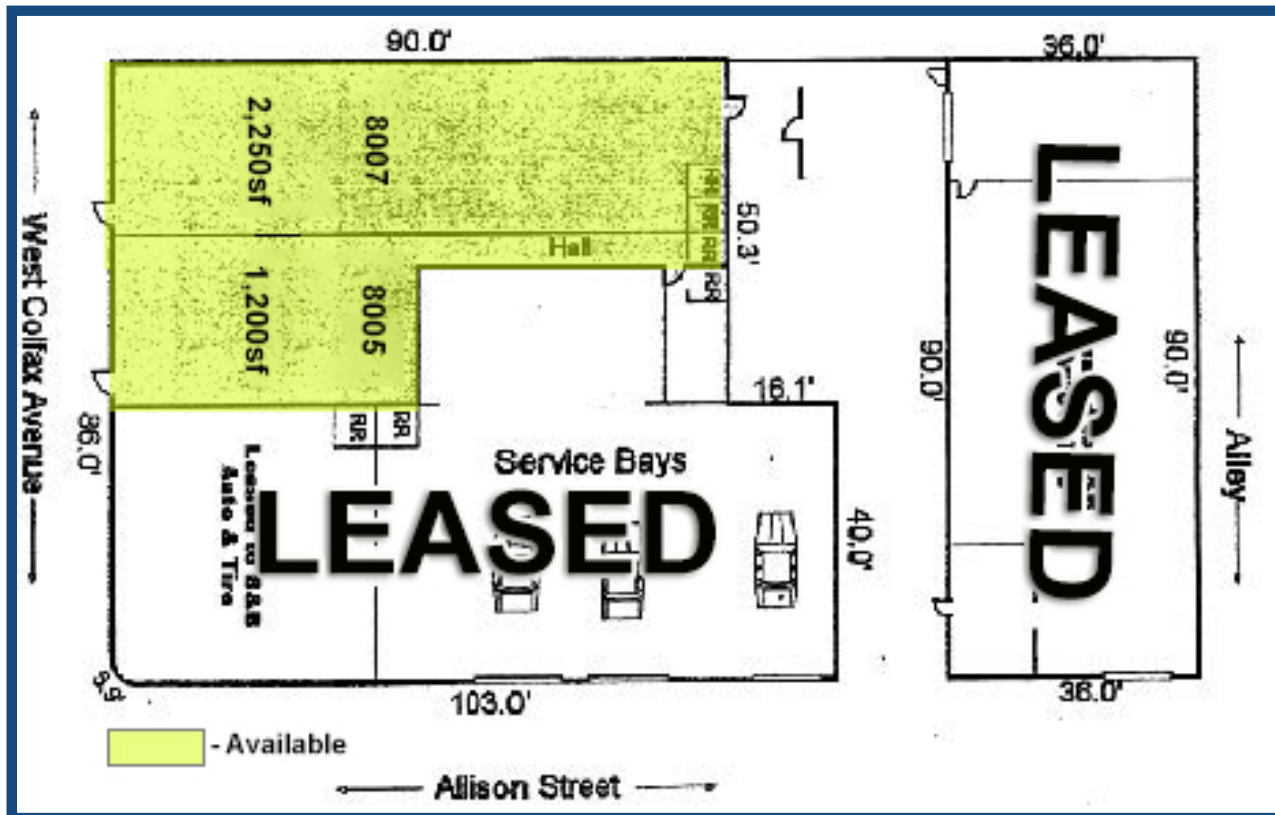 90.0'
36.0'
8007
2,250sf
RR
RR
RR
RR
50.3'
Hall
8005
1,200sf
West Colfax Avenue
86.0'
16.1'
90.0'
90.0'
LEASED
Alley
RR
RR
Service Bays
Auto & Tire
LEASED
40.0'
103.0'
36.0'
- Available
Allison Street